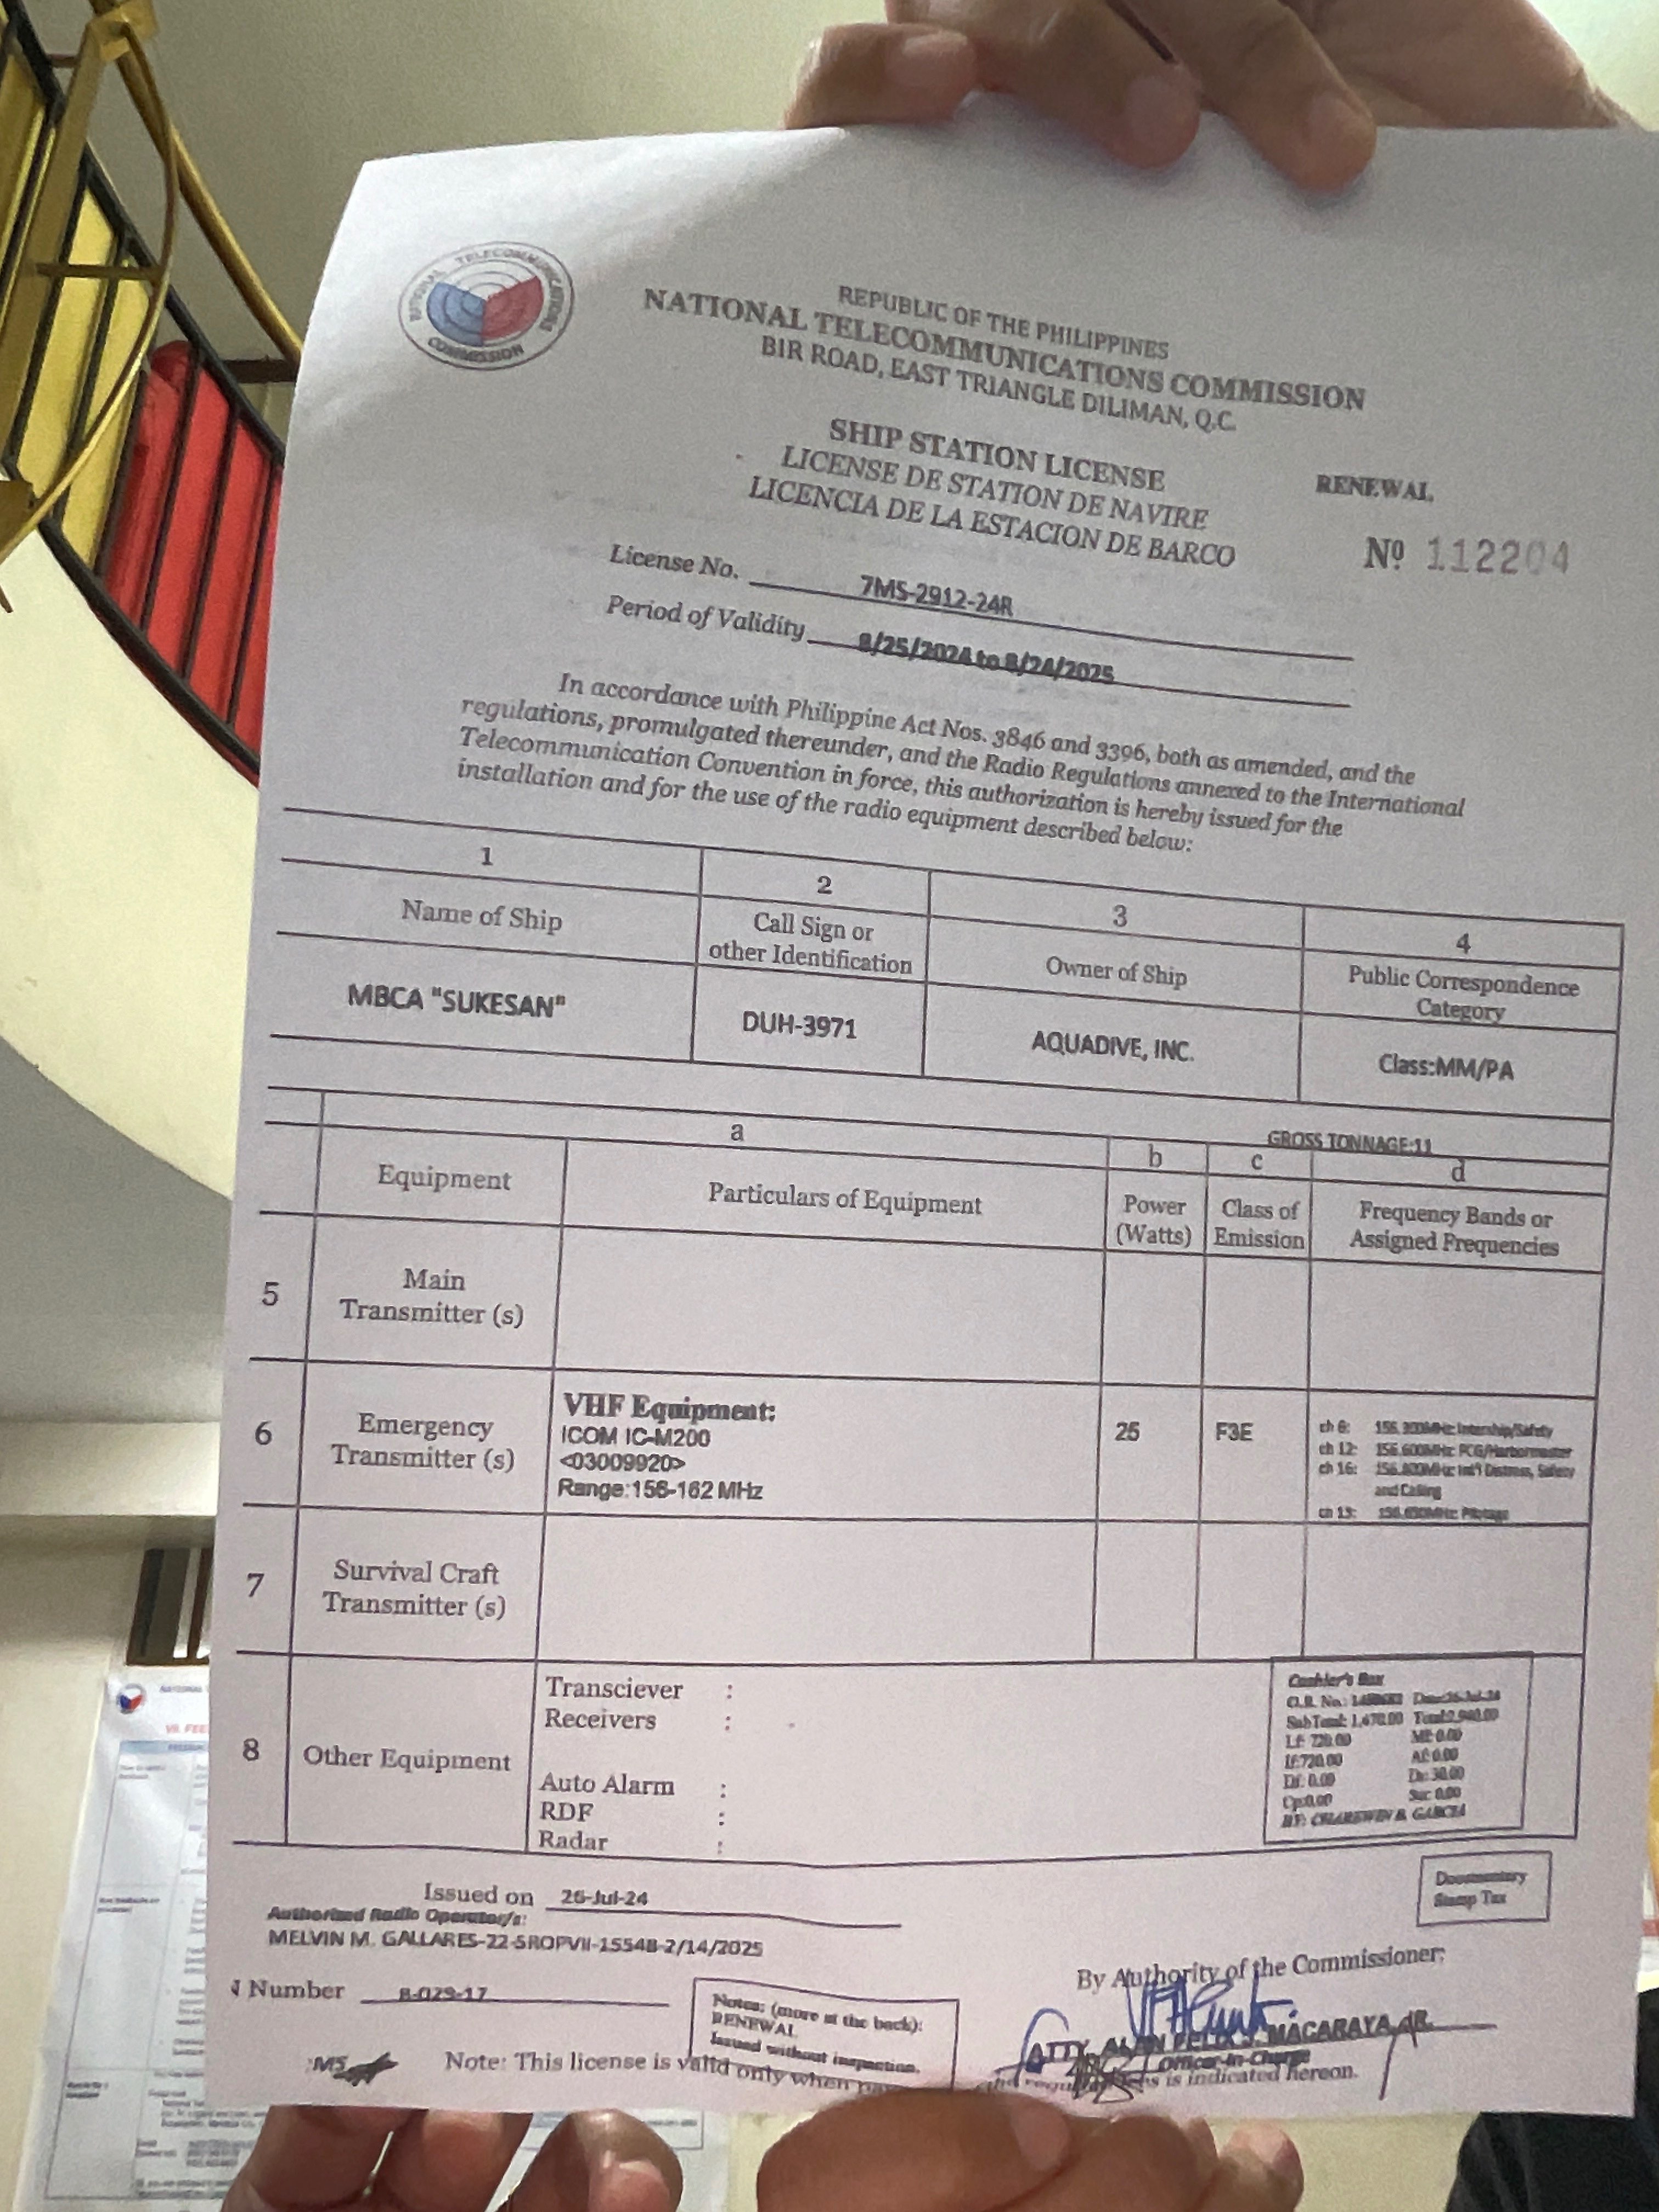 NATIONAL TELECOMMUNICATIONS COMMISSION
REPUBLIC OF THE PHILIPPINES
NATIONAL TELECOMMUNICATIONS COMMISSION
BIR ROAD, EAST TRIANGLE DILIMAN, Q.C.
SHIP STATION LICENSE
LICENSE DE STATION DE NAVIRE
LICENCIA DE LA ESTACION DE BARCO
RENEWAL
Nº 112204
License No. 7MS-2912-24R
Period of Validity 8/25/2024 to 8/24/2025
In accordance with Philippine Act Nos. 3846 and 3396, both as amended, and the
regulations, promulgated thereunder, and the Radio Regulations annexed to the International
Telecommunication Convention in force, this authorization is hereby issued for the
installation and for the use of the radio equipment described below:
1 2 3 4
Name of Ship
Call Sign or
other Identification
Owner of Ship
Public Correspondence
Category
MBCA "SUKESAN" DUH-3971 AQUADIVE, INC. Class:MM/PA
GROSS TONNAGE:11
a b c d
Equipment
Particulars of Equipment
Power
(Watts)
Class of
Emission
Frequency Bands or
Assigned Frequencies
5
Main
Transmitter (s)
6
Emergency
Transmitter (s)
VHF Equipment:
ICOM IC-M200
<03009920>
Range:156-162 MHz
25
F3E
ch 6: 156.300MHz: Intership/Safety
ch 12: 156.600MHz: PCG/Harbormaster
ch 16: 156.800MHz: Int'l Distress, Safety
and Calling
ch 13: 156.650MHz: Pilotage
7
Survival Craft
Transmitter (s)
8
Other Equipment
Transciever :
Receivers :
Auto Alarm :
RDF :
Radar :
Cashier's Box
O.R. No.: Date:26-Jul-24
SubTotal: 1,470.00 Total:2,940.00
Lf: 720.00 Mf: 0.00
If:720.00 Af: 0.00
Df: 0.00 Ds: 30.00
Cp:0.00 Sur: 0.00
BY: B. GARCIA
Documentary
Stamp Tax
Issued on 26-Jul-24
Authorized Radio Operator/s:
MELVIN M. GALLARES-22-SROPVII-1554B-2/14/2025
Number 8-029-17
Notes: (more at the back):
RENEWAL
Issued without inspection.
By Authority of the Commissioner:
ATTY. ALAN FELIX J. MACARAYA, JR.
Officer-In-Charge
MS
Note: This license is valid only when is indicated hereon.